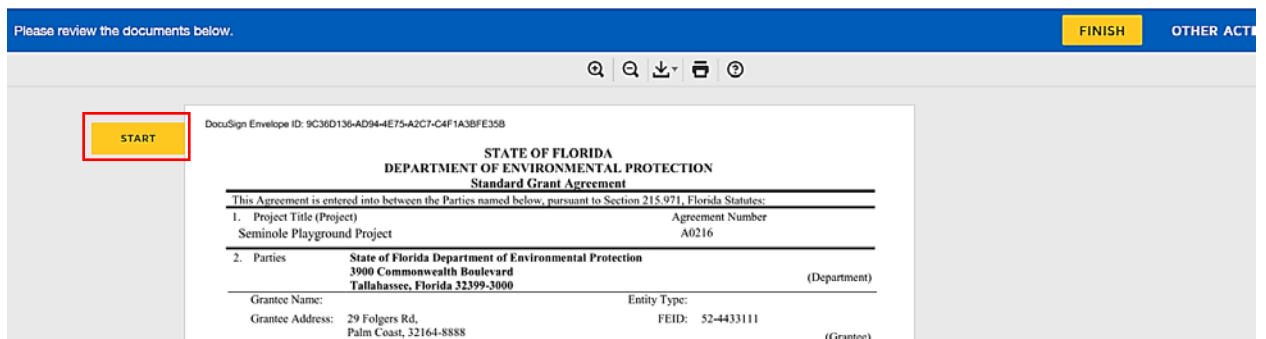 Please review the documents below.
FINISH
OTHER ACTI
START
DocuSign Envelope ID: 9C36D136-AD94-4E75-A2C7-C4F1A3BFE35B
STATE OF FLORIDA
DEPARTMENT OF ENVIRONMENTAL PROTECTION
Standard Grant Agreement
This Agreement is entered into between the Parties named below, pursuant to Section 215.971, Florida Statutes:
1. Project Title (Project) Agreement Number
Seminole Playground Project A0216
2. Parties State of Florida Department of Environmental Protection
3900 Commonwealth Boulevard
Tallahassee, Florida 32399-3000 (Department)
Grantee Name: Entity Type:
Grantee Address: 29 Folgers Rd, FEID: 52-4433111
Palm Coast, 32164-8888
(Grantee)